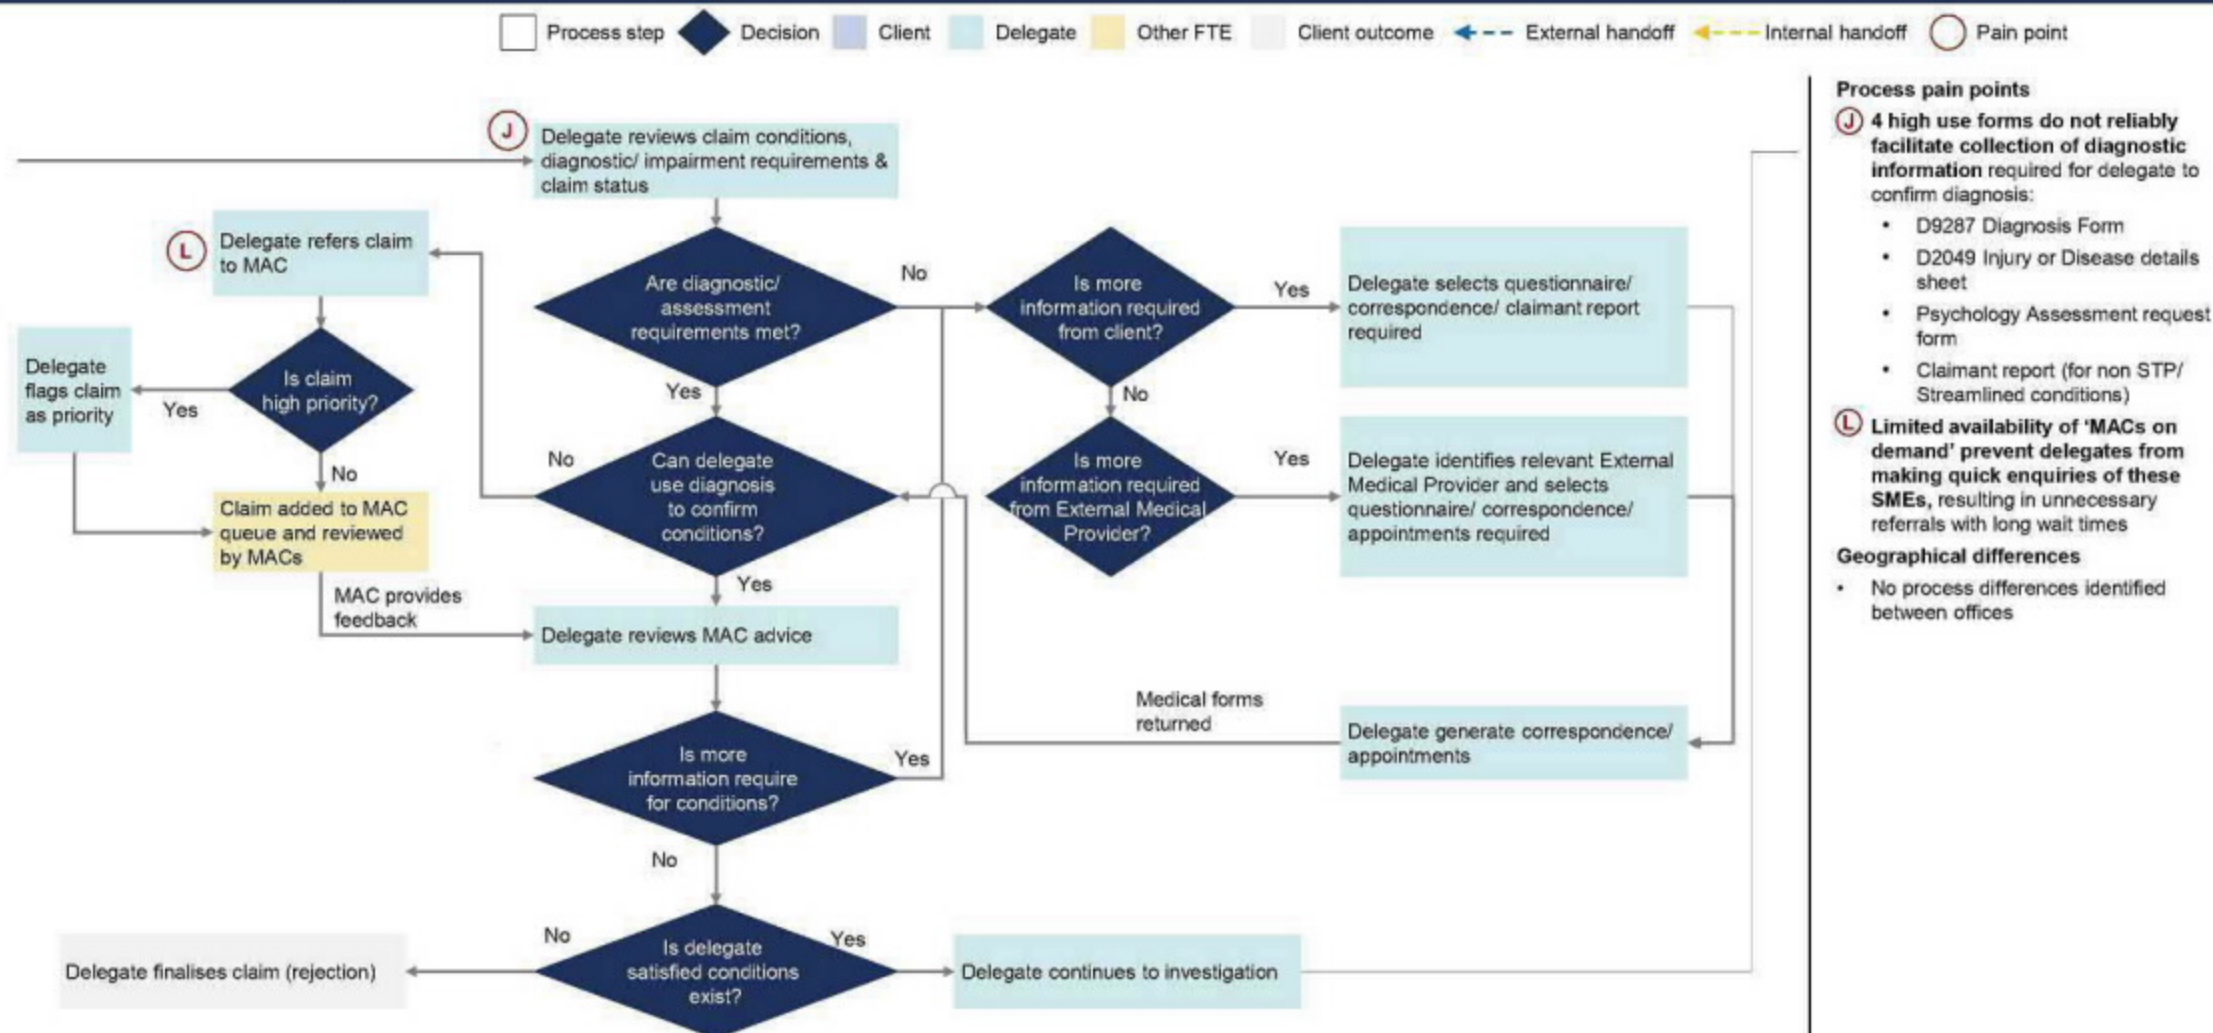 Process step
Decision
Client
Delegate
Other FTE
Client outcome
External handoff
Internal handoff
Pain point
J
Delegate reviews claim conditions,
diagnostic/ impairment requirements &
claim status
L
Delegate refers claim
to MAC
Are diagnostic/
assessment
requirements met?
No
Yes
Is more
information required
from client?
Yes
No
Delegate selects questionnaire/
correspondence/ claimant report
required
Delegate
flags claim
as priority
Yes
Is claim
high priority?
No
Claim added to MAC
queue and reviewed
by MACs
No
Can delegate
use diagnosis
to confirm
conditions?
Yes
Is more
information required
from External Medical
Provider?
Yes
Delegate identifies relevant External
Medical Provider and selects
questionnaire/ correspondence/
appointments required
MAC provides
feedback
Delegate reviews MAC advice
Medical forms
returned
Delegate generate correspondence/
appointments
Is more
information require
for conditions?
Yes
No
Delegate finalises claim (rejection)
No
Is delegate
satisfied conditions
exist?
Yes
Delegate continues to investigation
Process pain points
J 4 high use forms do not reliably
facilitate collection of diagnostic
information required for delegate to
confirm diagnosis:
• D9287 Diagnosis Form
• D2049 Injury or Disease details
sheet
• Psychology Assessment request
form
• Claimant report (for non STP/
Streamlined conditions)
L Limited availability of ‘MACs on
demand’ prevent delegates from
making quick enquiries of these
SMEs, resulting in unnecessary
referrals with long wait times
Geographical differences
• No process differences identified
between offices